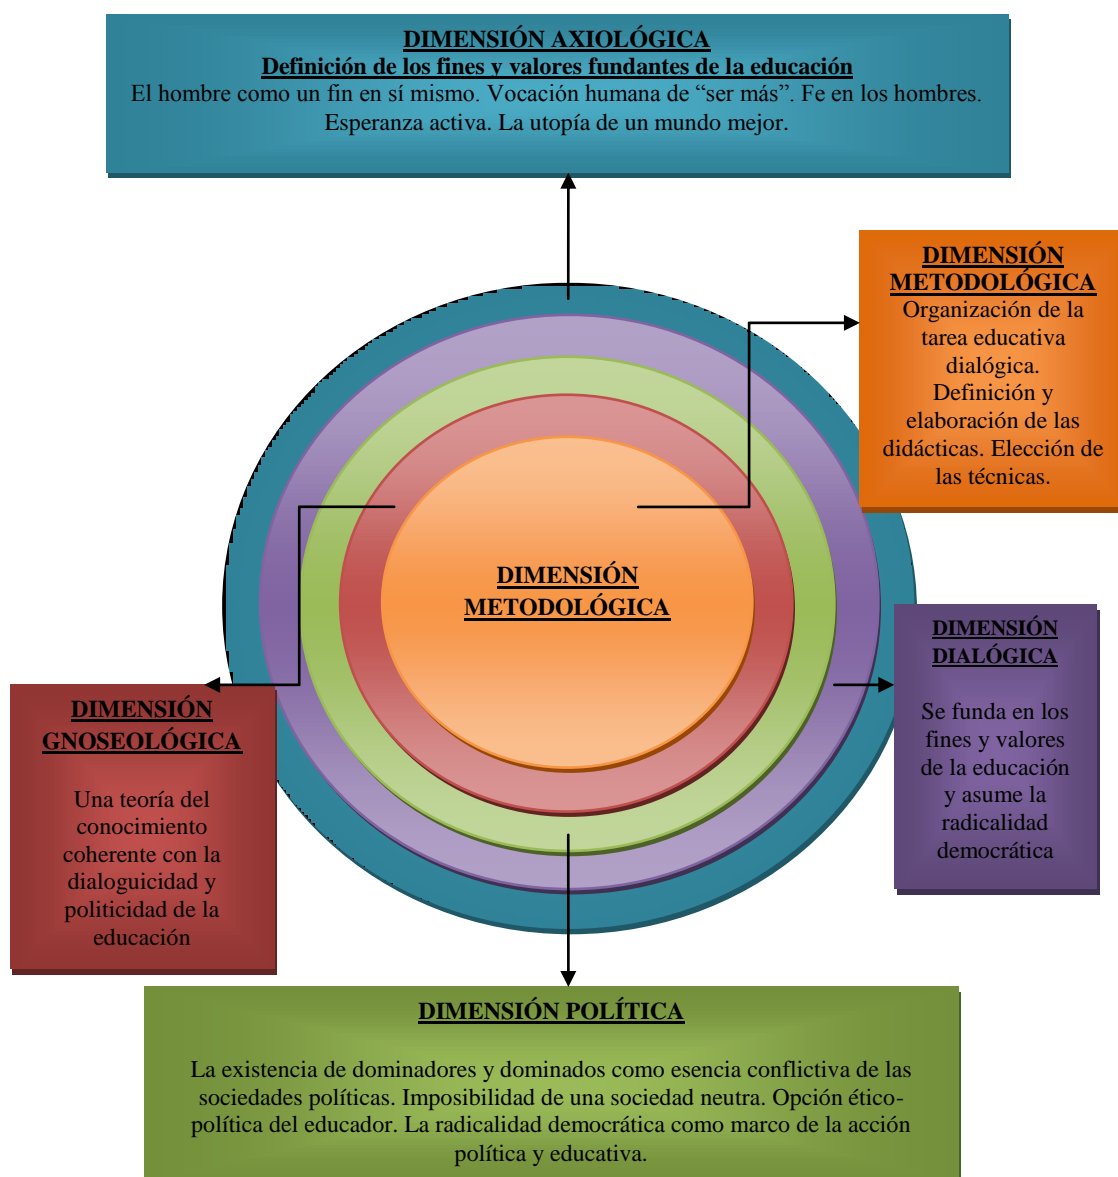 DIMENSIÓN AXIOLÓGICA
Definición de los fines y valores fundantes de la educación
El hombre como un fin en sí mismo. Vocación humana de “ser más”. Fe en los hombres.
Esperanza activa. La utopía de un mundo mejor.
DIMENSIÓN
METODOLÓGICA
Organización de la
tarea educativa
dialógica.
Definición y
elaboración de las
didácticas. Elección de
las técnicas.
DIMENSIÓN
METODOLÓGICA
DIMENSIÓN
DIALÓGICA
Se funda en los
fines y valores
de la educación
y asume la
radicalidad
democrática
DIMENSIÓN
GNOSEOLÓGICA
Una teoría del
conocimiento
coherente con la
dialoguicidad y
politicidad de la
educación
DIMENSIÓN POLÍTICA
La existencia de dominadores y dominados como esencia conflictiva de las
sociedades políticas. Imposibilidad de una sociedad neutra. Opción ético-
política del educador. La radicalidad democrática como marco de la acción
política y educativa.